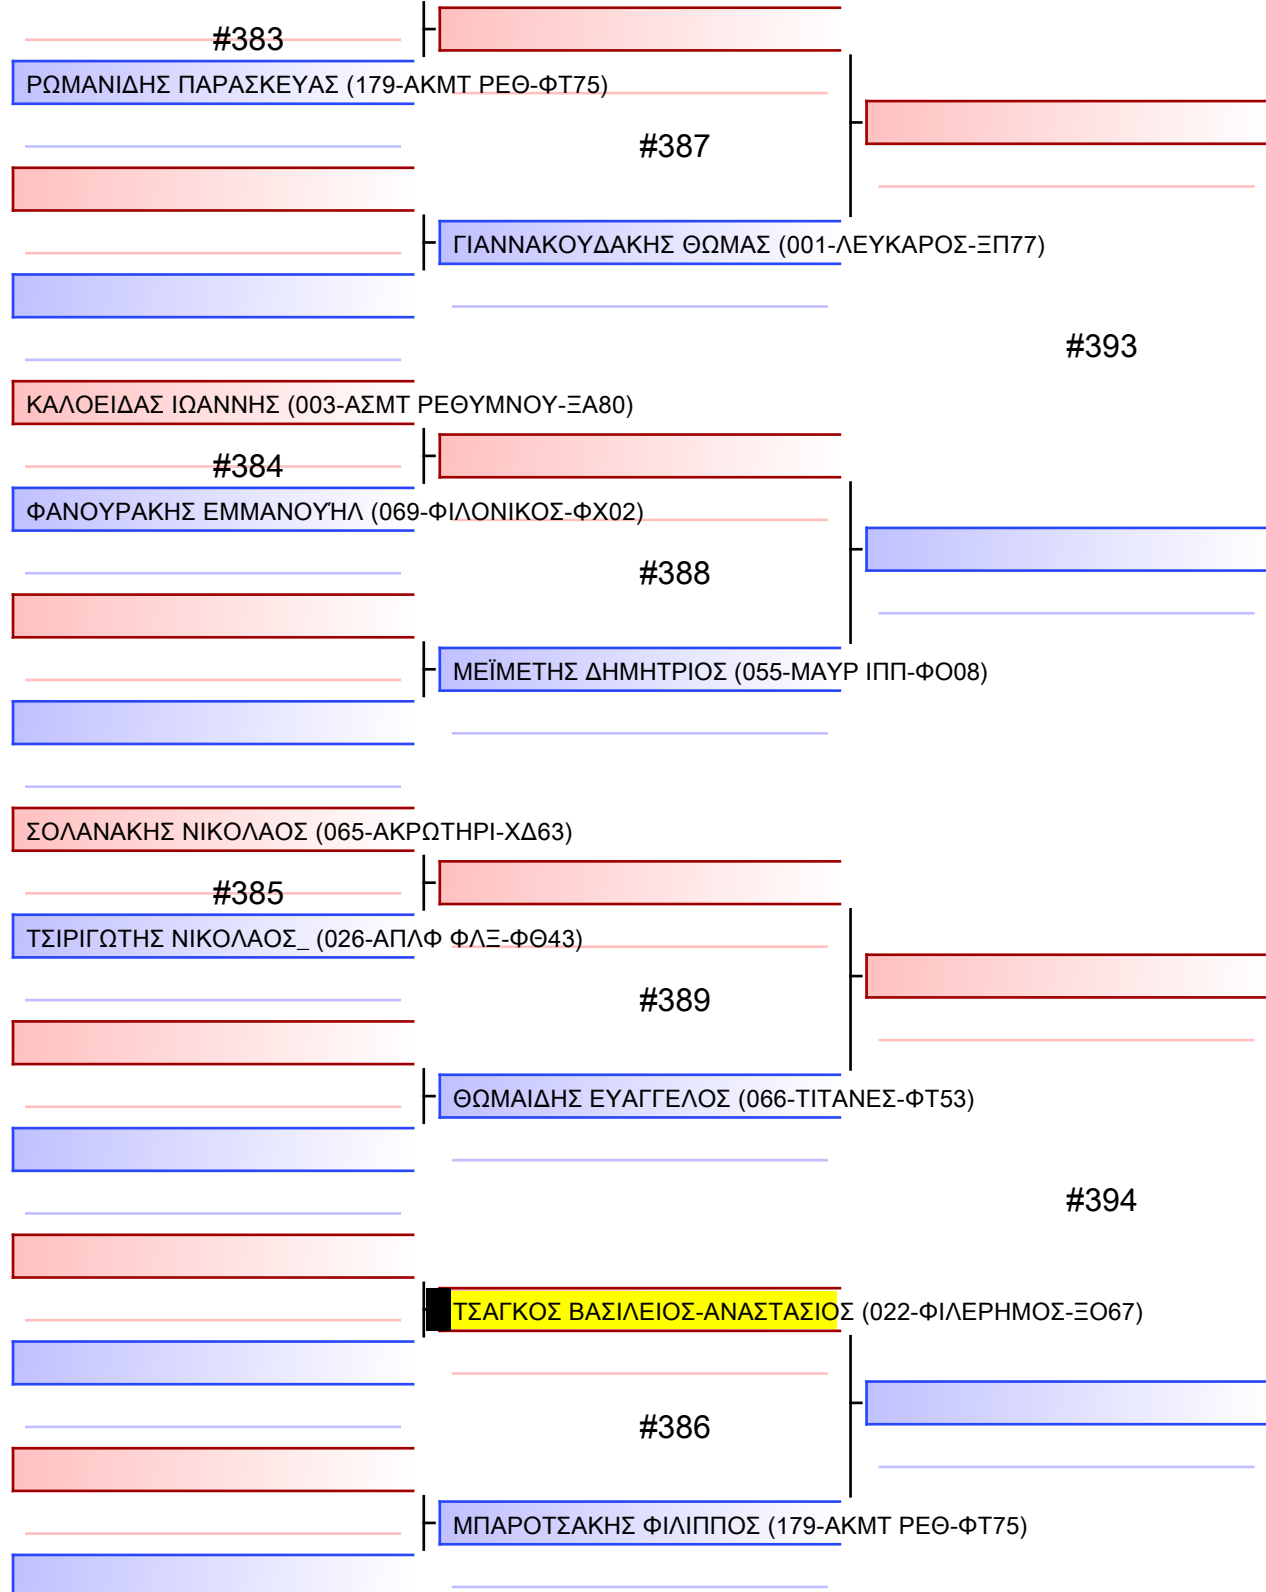 #383
ΡΩΜΑΝΙΔΗΣ ΠΑΡΑΣΚΕΥΑΣ (179-ΑΚΜΤ ΡΕΘ-ΦΤ75)
#387
ΓΙΑΝΝΑΚΟΥΔΑΚΗΣ ΘΩΜΑΣ (001-ΛΕΥΚΑΡΟΣ-ΞΠ77)
#393
ΚΑΛΟΕΙΔΑΣ ΙΩΑΝΝΗΣ (003-ΑΣΜΤ ΡΕΘΥΜΝΟΥ-ΞΑ80)
#384
ΦΑΝΟΥΡΑΚΗΣ ΕΜΜΑΝΟΥΉΛ (069-ΦΙΛΟΝΙΚΟΣ-ΦΧ02)
#388
ΜΕΪΜΕΤΗΣ ΔΗΜΗΤΡΙΟΣ (055-ΜΑΥΡ ΙΠΠ-ΦΟ08)
ΣΟΛΑΝΑΚΗΣ ΝΙΚΟΛΑΟΣ (065-ΑΚΡΩΤΗΡΙ-ΧΔ63)
#385
ΤΣΙΡΙΓΩΤΗΣ ΝΙΚΟΛΑΟΣ_ (026-ΑΠΛΦ ΦΛΞ-ΦΘ43)
#389
ΘΩΜΑΙΔΗΣ ΕΥΑΓΓΕΛΟΣ (066-ΤΙΤΑΝΕΣ-ΦΤ53)
#394
ΤΣΑΓΚΟΣ ΒΑΣΙΛΕΙΟΣ-ΑΝΑΣΤΑΣΙΟΣ (022-ΦΙΛΕΡΗΜΟΣ-ΞΟ67)
#386
ΜΠΑΡΟΤΣΑΚΗΣ ΦΙΛΙΠΠΟΣ (179-ΑΚΜΤ ΡΕΘ-ΦΤ75)